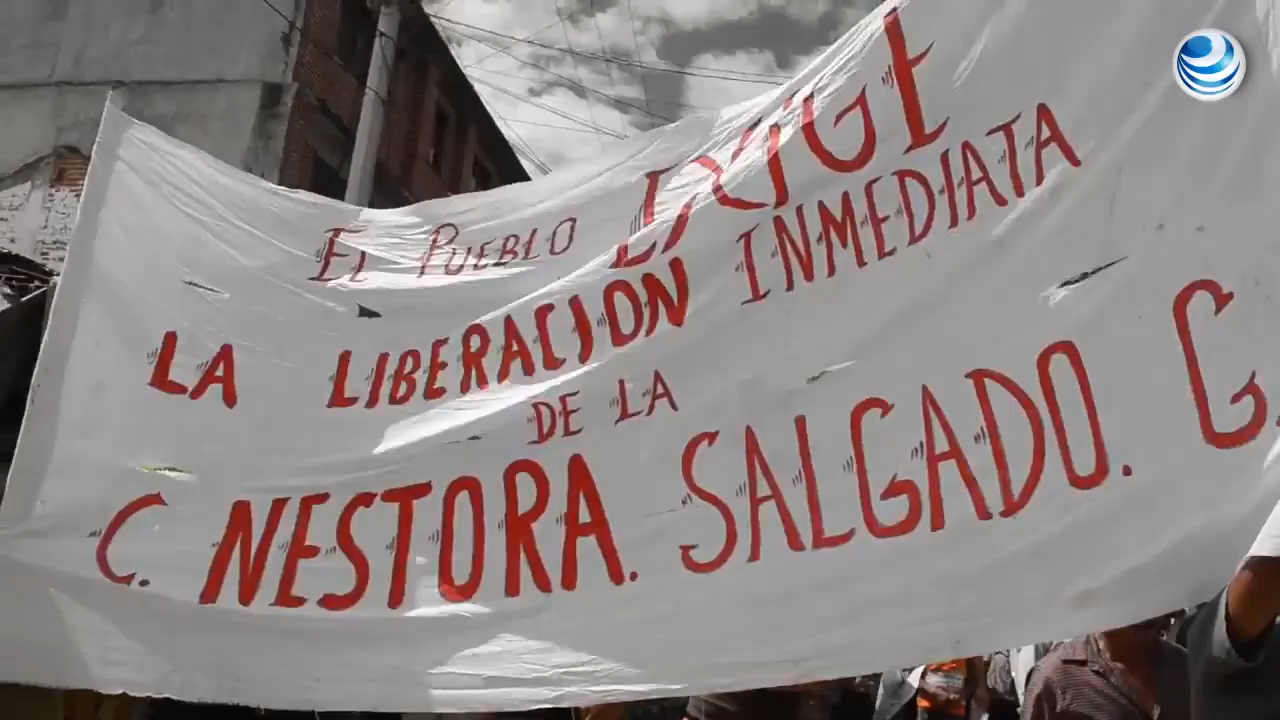 EL PUEBLO EXIGE
LA LIBERACION INMEDIATA
DE LA
C. NESTORA. SALGADO. G.